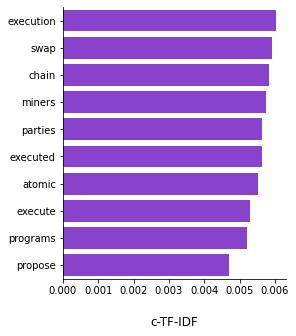 execution
swap
chain
miners
parties
executed
atomic
execute
programs
propose
0.000 0.001 0.002 0.003 0.004 0.005 0.006
c-TF-IDF